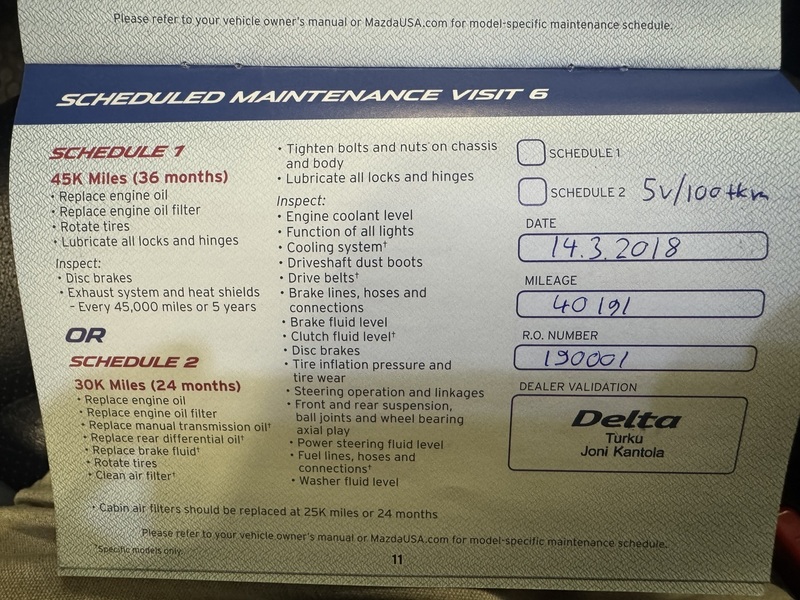 Please refer to your vehicle owner's manual or MazdaUSA.com for model-specific maintenance schedule.
SCHEDULED MAINTENANCE VISIT 6
SCHEDULE 1
45K Miles (36 months)
• Replace engine oil
• Replace engine oil filter
• Rotate tires
• Lubricate all locks and hinges
Inspect:
• Disc brakes
• Exhaust system and heat shields
– Every 45,000 miles or 5 years
OR
SCHEDULE 2
30K Miles (24 months)
• Replace engine oil
• Replace engine oil filter
• Replace manual transmission oil†
• Replace rear differential oil†
• Replace brake fluid†
• Rotate tires
• Clean air filter†
• Tighten bolts and nuts on chassis
and body
• Lubricate all locks and hinges
Inspect:
• Engine coolant level
• Function of all lights
• Cooling system†
• Driveshaft dust boots
• Drive belts†
• Brake lines, hoses and
connections
• Brake fluid level
• Clutch fluid level†
• Disc brakes
• Tire inflation pressure and
tire wear
• Steering operation and linkages
• Front and rear suspension,
ball joints and wheel bearing
axial play
• Power steering fluid level
• Fuel lines, hoses and
connections†
• Washer fluid level
SCHEDULE 1
SCHEDULE 2 5v/100tkm
DATE
14.3.2018
MILEAGE
40191
R.O. NUMBER
190001
DEALER VALIDATION
Delta
Turku
Joni Kantola
• Cabin air filters should be replaced at 25K miles or 24 months
Please refer to your vehicle owner's manual or MazdaUSA.com for model-specific maintenance schedule.
†Specific models only.
11